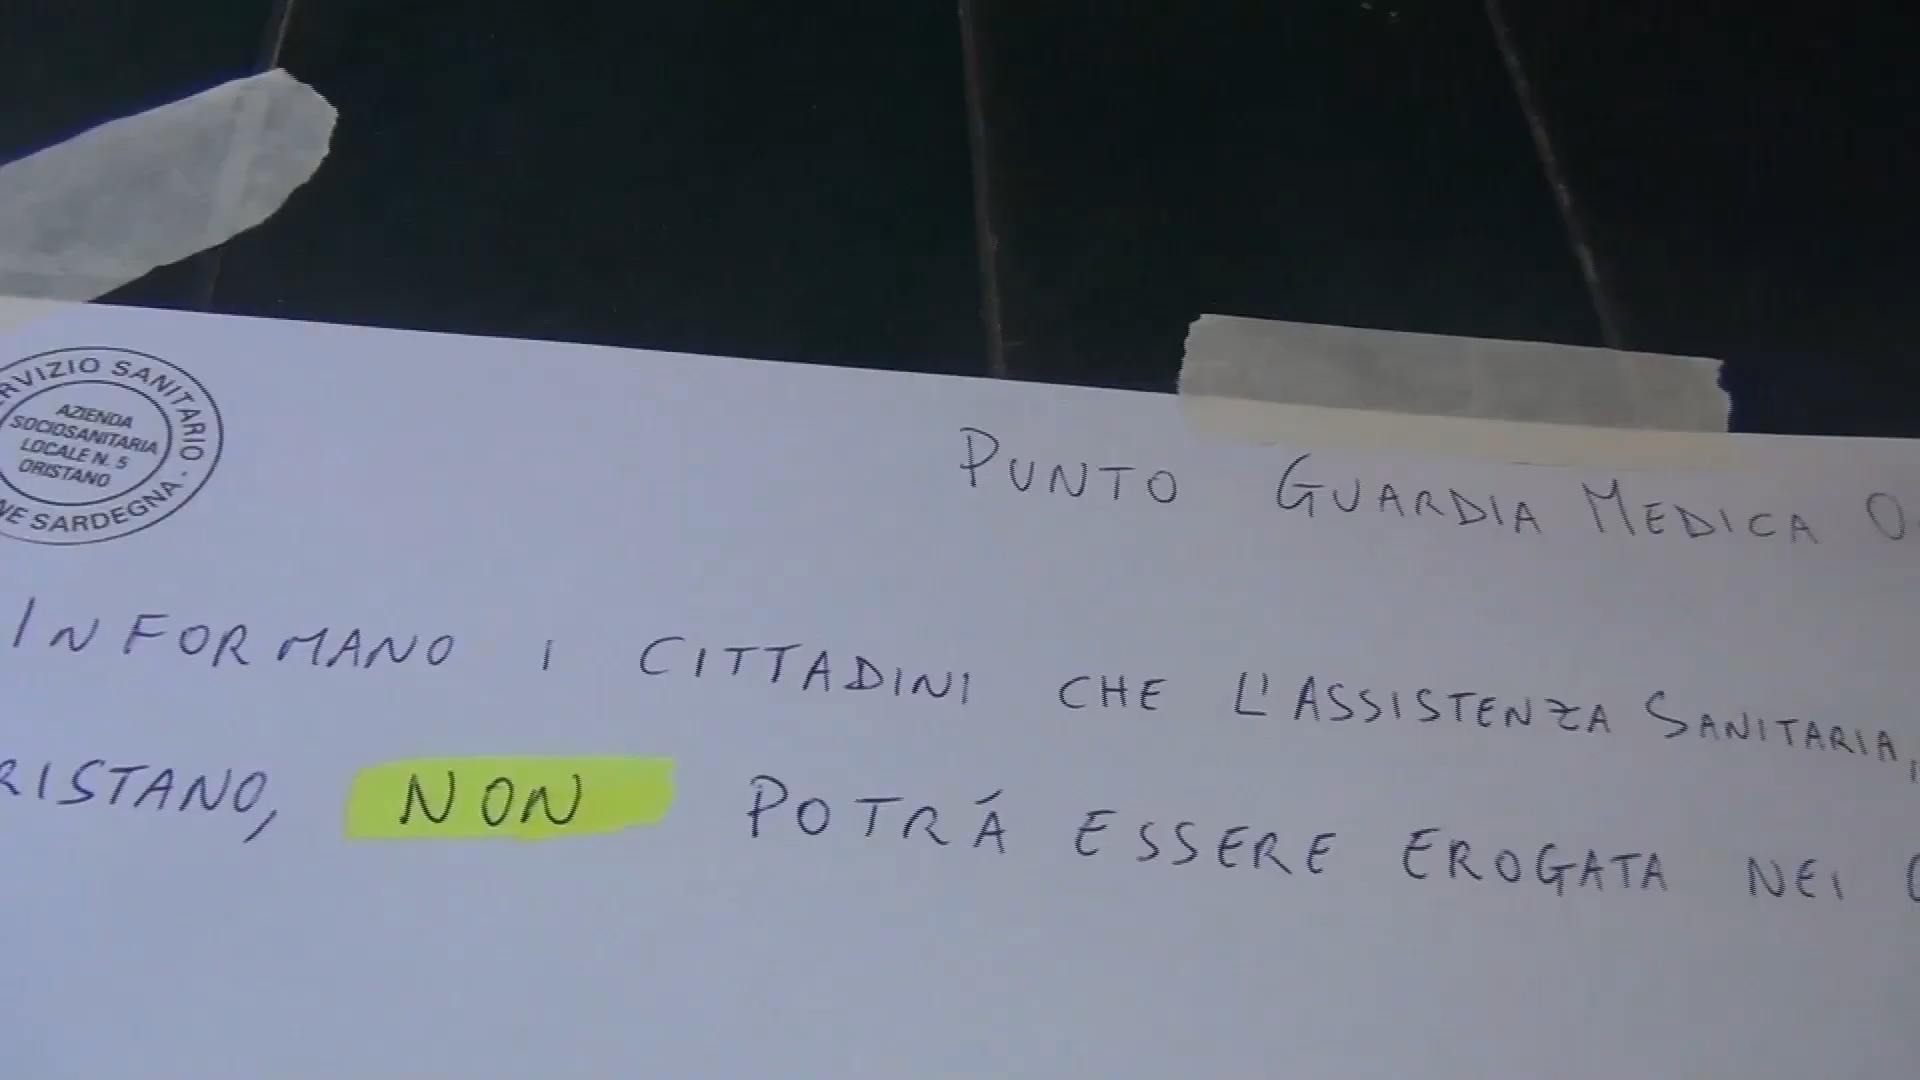 SERVIZIO SANITARIO - 
AZIENDA
SOCIOSANITARIA
LOCALE N. 5
ORISTANO
NE SARDEGNA -
PUNTO GUARDIA MEDICA O
INFORMANO I CITTADINI CHE L'ASSISTENZA SANITARIA,
RISTANO, NON POTRÁ ESSERE EROGATA NEI